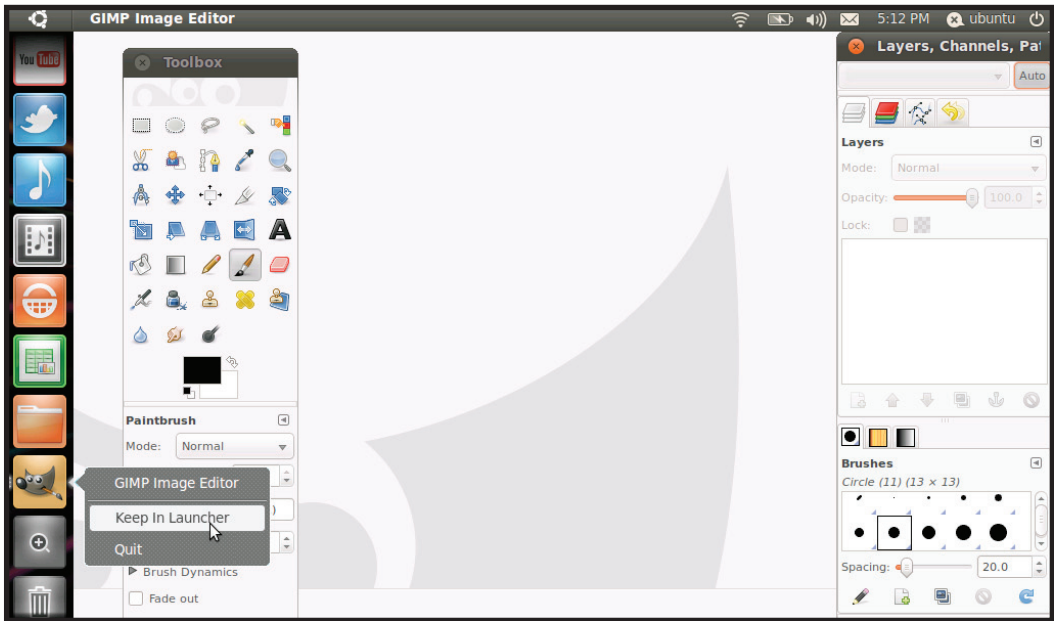 GIMP Image Editor
5:12 PM
ubuntu
You Tube
Toolbox
Paintbrush
Mode: Normal
GIMP Image Editor
Keep In Launcher
Quit
)
Brush Dynamics
Fade out
Layers, Channels, Pa
Auto
Layers
Mode: Normal
Opacity: 100.0
Lock:
Brushes
Circle (11) (13 × 13)
Spacing: 20.0